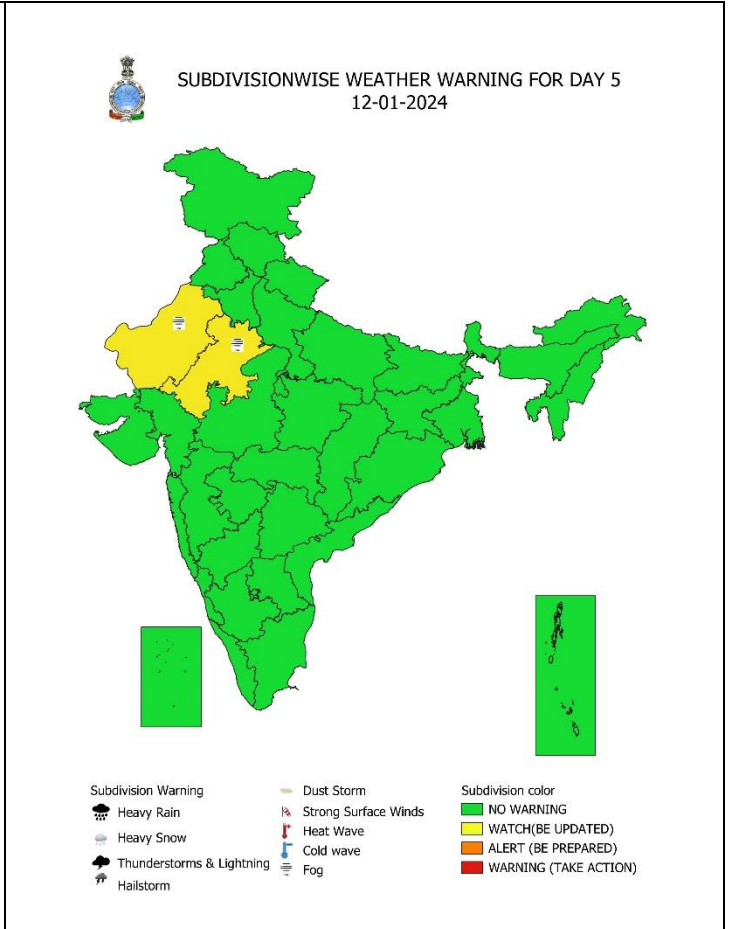 SUBDIVISIONWISE WEATHER WARNING FOR DAY 5
12-01-2024
Subdivision Warning
Heavy Rain
Heavy Snow
Thunderstorms & Lightning
Hailstorm
Dust Storm
Strong Surface Winds
Heat Wave
Cold wave
Fog
Subdivision color
NO WARNING
WATCH(BE UPDATED)
ALERT (BE PREPARED)
WARNING (TAKE ACTION)